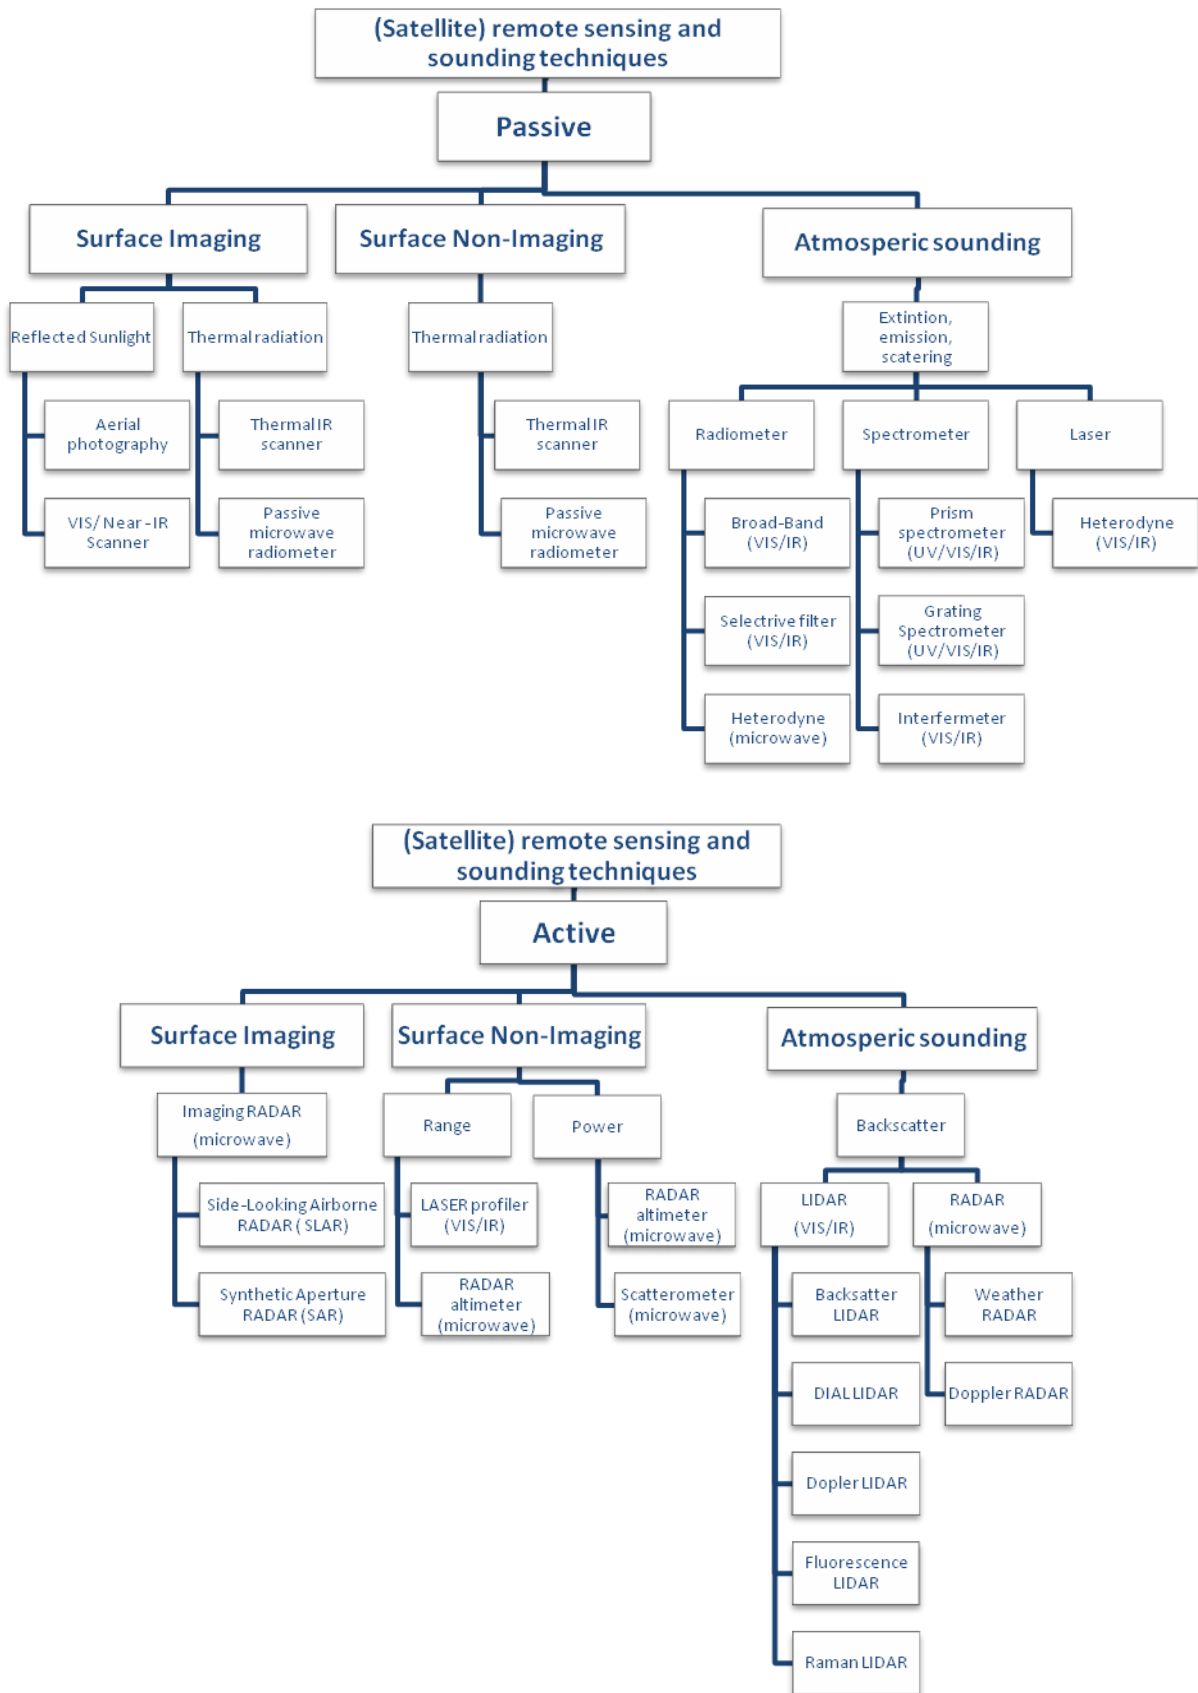 (Satellite) remote sensing and
sounding techniques
Passive
Surface Imaging
Surface Non-Imaging
Atmosperic sounding
Reflected Sunlight
Thermal radiation
Thermal radiation
Extintion,
emission,
scatering
Aerial
photography
Thermal IR
scanner
Thermal IR
scanner
Radiometer
Spectrometer
Laser
VIS/ Near-IR
Scanner
Passive
microwave
radiometer
Passive
microwave
radiometer
Broad-Band
(VIS/IR)
Prism
spectrometer
(UV/VIS/IR)
Heterodyne
(VIS/IR)
Selectrive filter
(VIS/IR)
Grating
Spectrometer
(UV/VIS/IR)
Heterodyne
(microwave)
Interfermeter
(VIS/IR)
(Satellite) remote sensing and
sounding techniques
Active
Surface Imaging
Surface Non-Imaging
Atmosperic sounding
Imaging RADAR
(microwave)
Range
Power
Backscatter
Side-Looking Airborne
RADAR ( SLAR)
LASER profiler
(VIS/IR)
RADAR
altimeter
(microwave)
LIDAR
(VIS/IR)
RADAR
(microwave)
Synthetic Aperture
RADAR (SAR)
RADAR
altimeter
(microwave)
Scatterometer
(microwave)
Backsatter
LIDAR
Weather
RADAR
DIAL LIDAR
Doppler RADAR
Dopler LIDAR
Fluorescence
LIDAR
Raman LIDAR